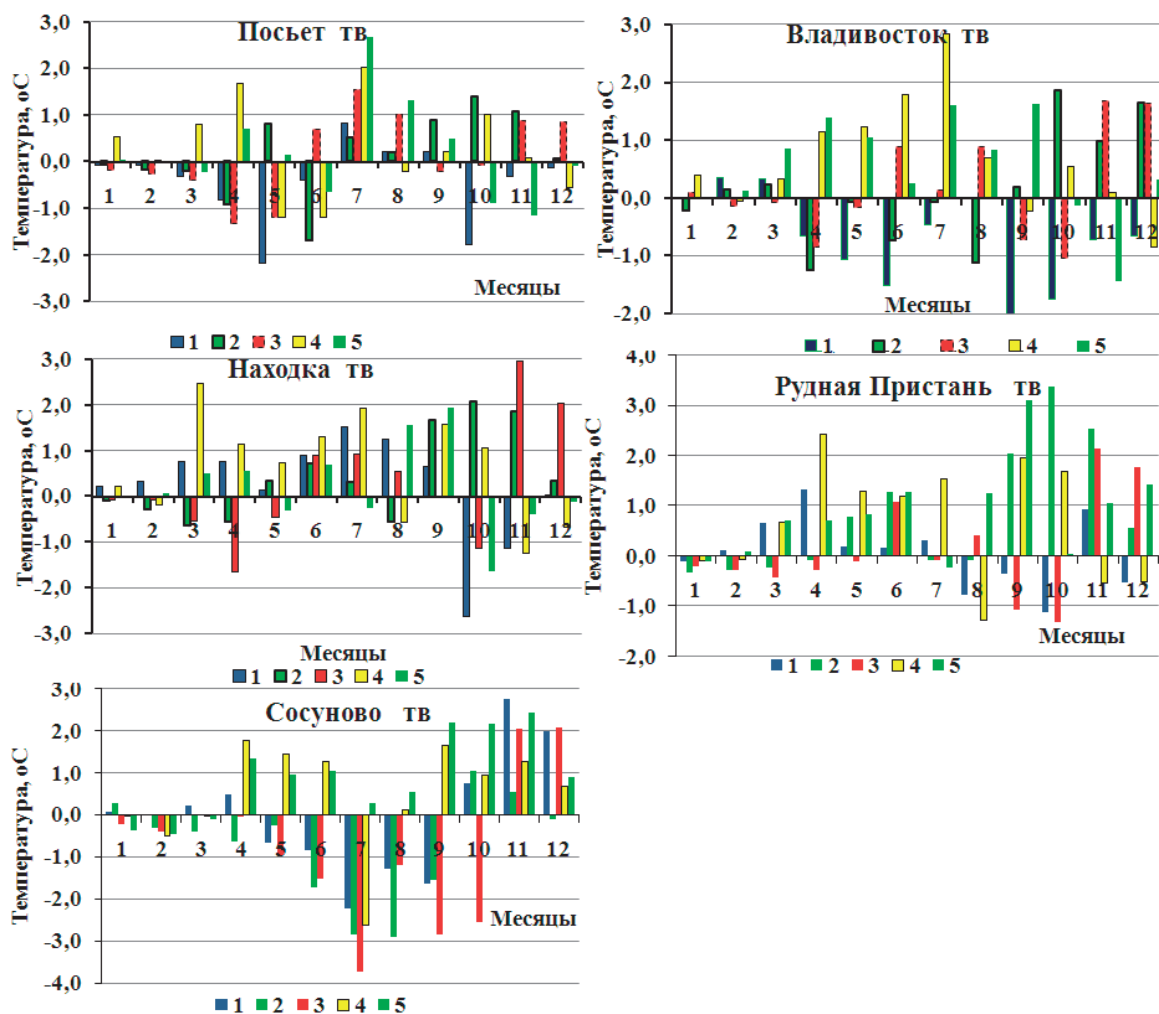 Посьет тв
Температура, оС
3,0
2,0
1,0
0,0
-1,0
-2,0
-3,0
1 2 3 4 5 6 7 8 9 10 11 12
Месяцы
1 2 3 4 5
Владивосток тв
Температура, оС
3,0
2,0
1,0
0,0
-1,0
-2,0
1 2 3 4 5 6 7 8 9 10 11 12
Месяцы
1 2 3 4 5
Находка тв
Температура, оС
3,0
2,0
1,0
0,0
-1,0
-2,0
-3,0
1 2 3 4 5 6 7 8 9 10 11 12
Месяцы
1 2 3 4 5
Рудная Пристань тв
Температура, оС
4,0
3,0
2,0
1,0
0,0
-1,0
-2,0
1 2 3 4 5 6 7 8 9 10 11 12
Месяцы
1 2 3 4 5
Сосуново тв
Температура, оС
3,0
2,0
1,0
0,0
-1,0
-2,0
-3,0
-4,0
1 2 3 4 5 6 7 8 9 10 11 12
Месяцы
1 2 3 4 5